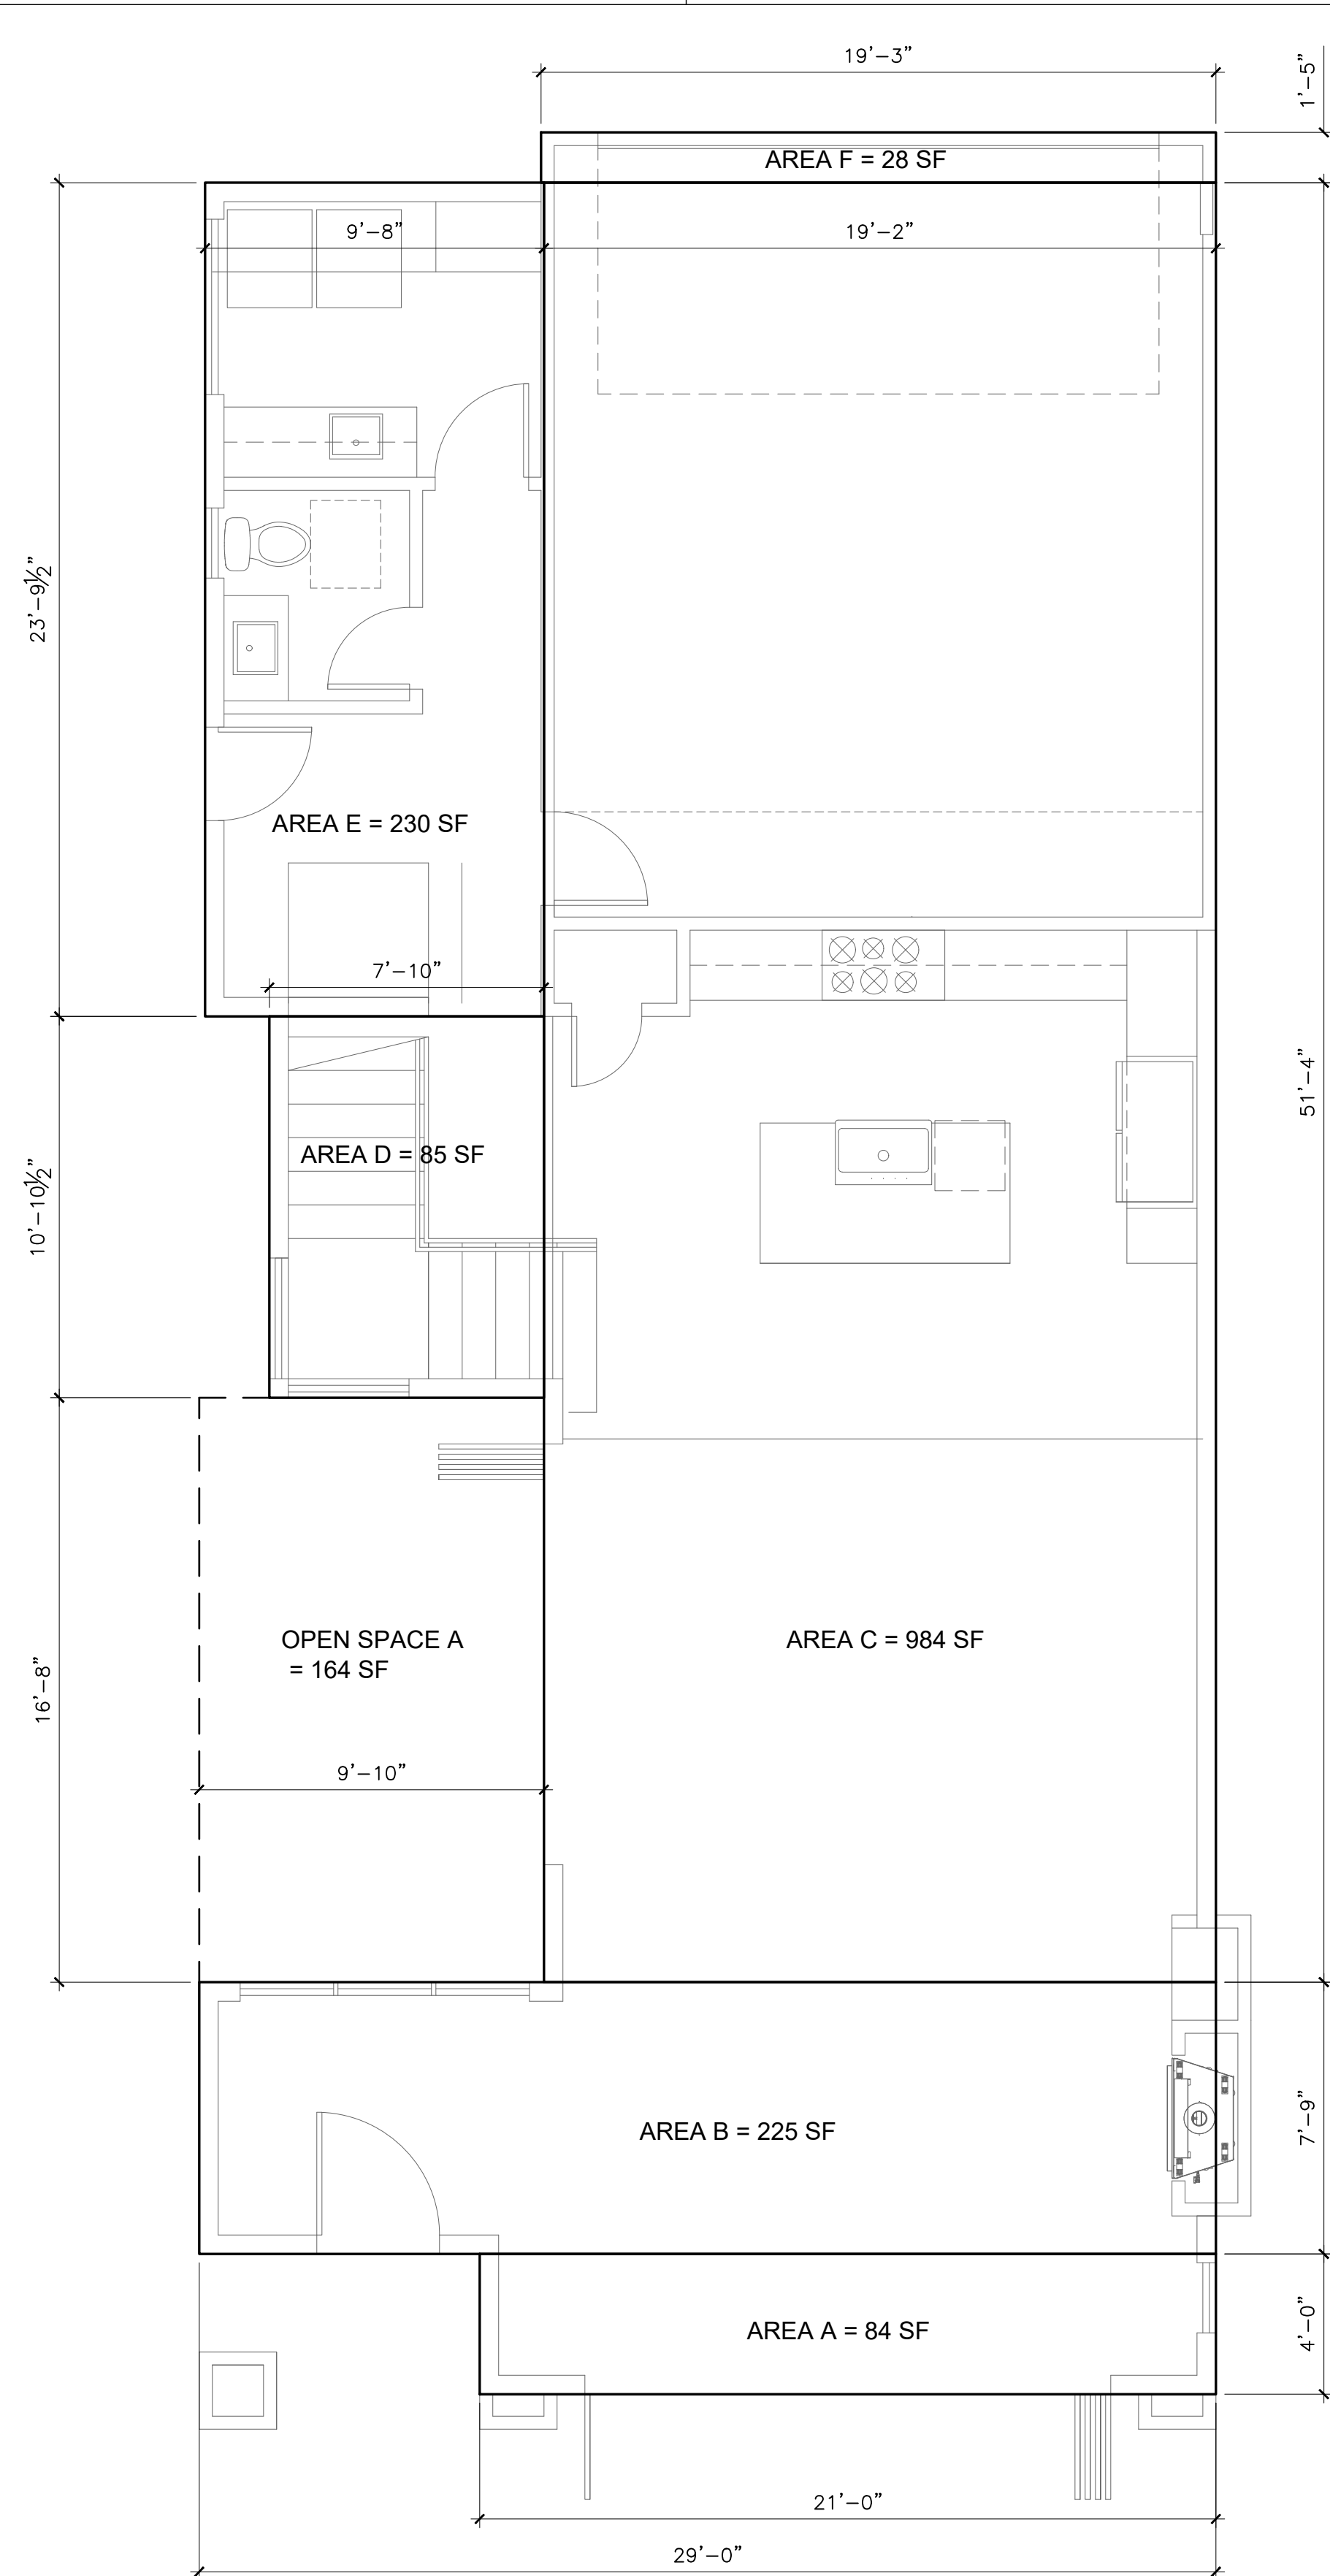 19'-3"
1'-5"
AREA F = 28 SF
9'-8"
19'-2"
23'-9½"
AREA E = 230 SF
7'-10"
51'-4"
AREA D = 85 SF
10'-10½"
OPEN SPACE A
= 164 SF
AREA C = 984 SF
16'-8"
9'-10"
AREA B = 225 SF
7'-9"
AREA A = 84 SF
4'-0"
21'-0"
29'-0"